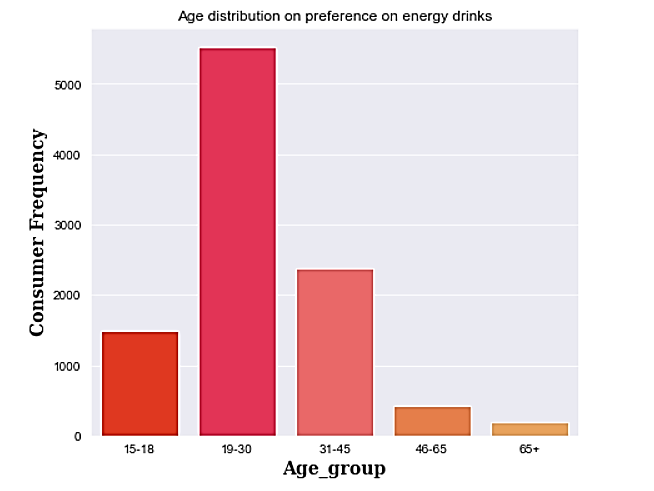 Age distribution on preference on energy drinks
Consumer Frequency
5000
4000
3000
2000
1000
0
15-18 19-30 31-45 46-65 65+
Age_group